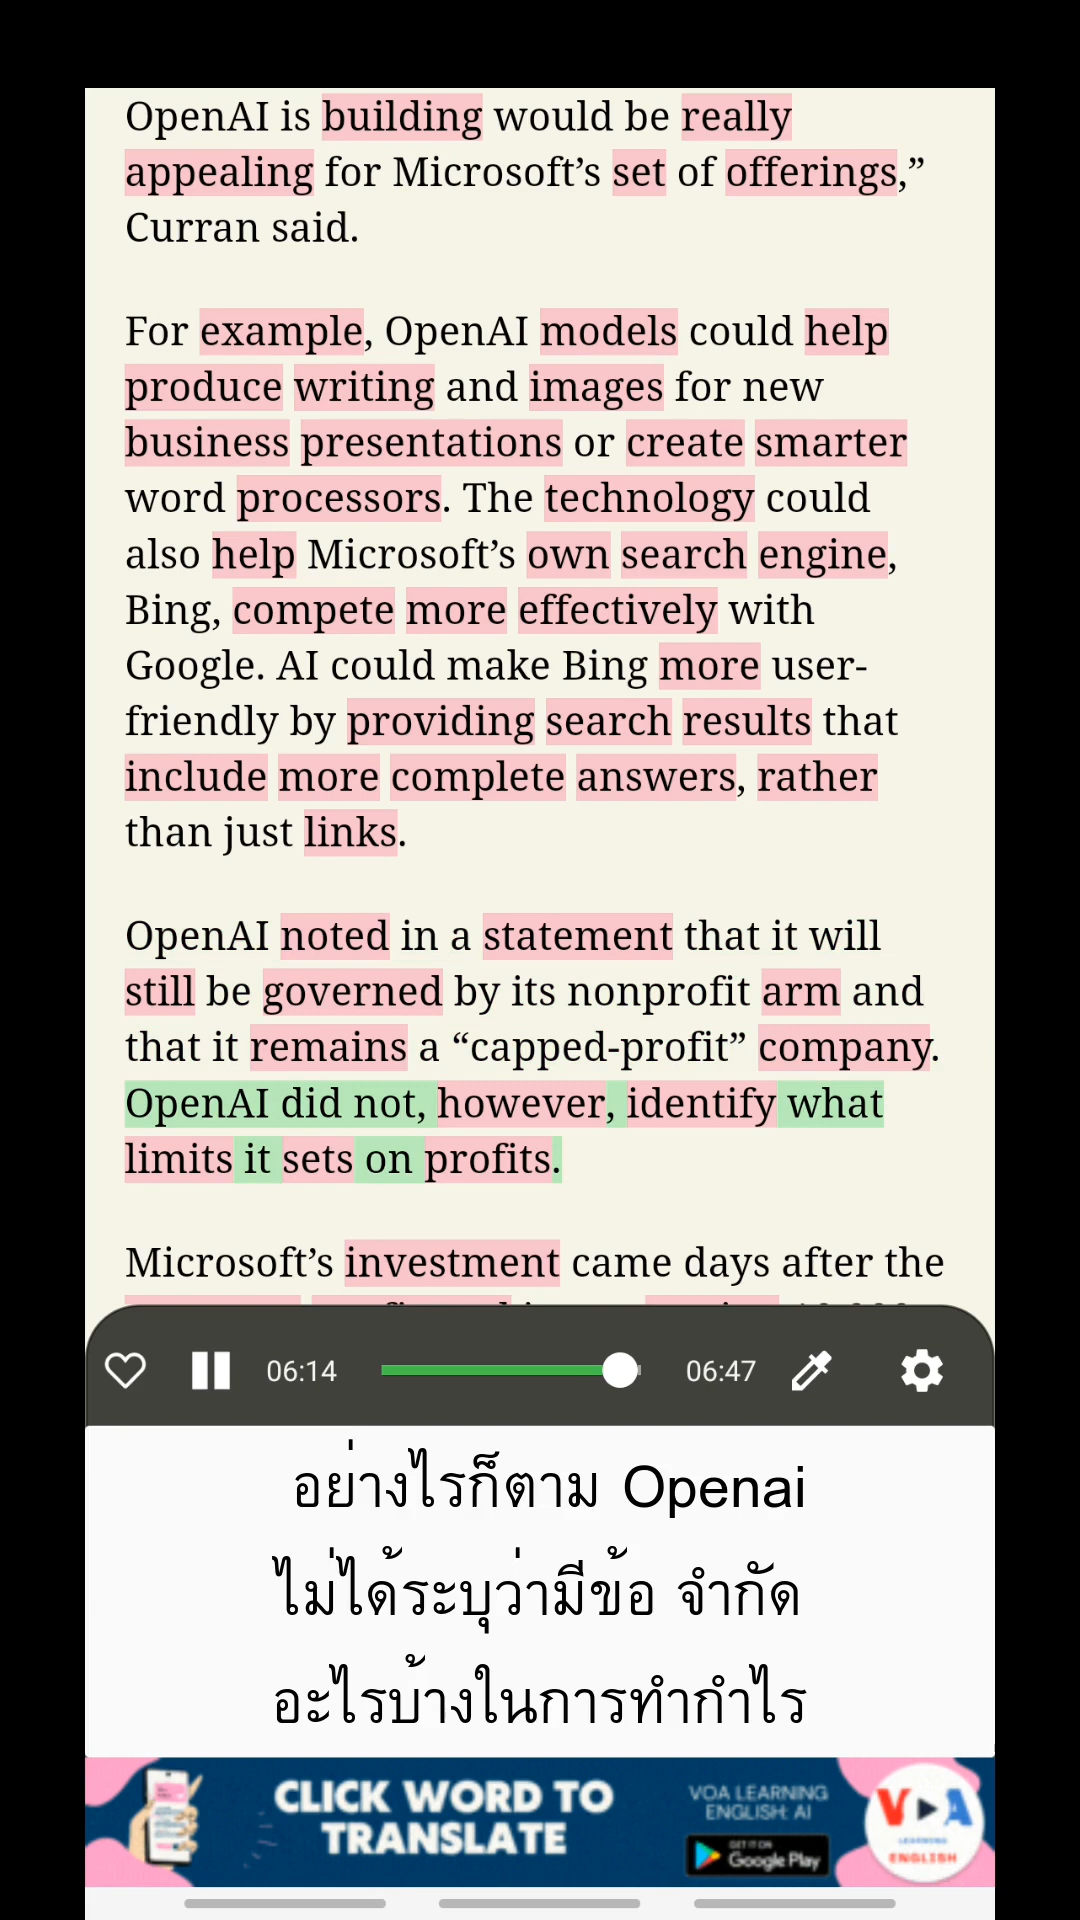 OpenAI is building would be really
appealing for Microsoft’s set of offerings,”
Curran said.
For example, OpenAI models could help
produce writing and images for new
business presentations or create smarter
word processors. The technology could
also help Microsoft’s own search engine,
Bing, compete more effectively with
Google. AI could make Bing more user-
friendly by providing search results that
include more complete answers, rather
than just links.
OpenAI noted in a statement that it will
still be governed by its nonprofit arm and
that it remains a “capped-profit” company.
OpenAI did not, however, identify what
limits it sets on profits.
Microsoft’s investment came days after the
06:14 06:47
อย่างไรก็ตาม Openai
ไม่ได้ระบุว่ามีข้อ จำกัด
อะไรบ้างในการทำกำไร
CLICK WORD TO
TRANSLATE
VOA LEARNING
ENGLISH: AI
GET IT ON
Google Play
VOA
LEARNING
ENGLISH